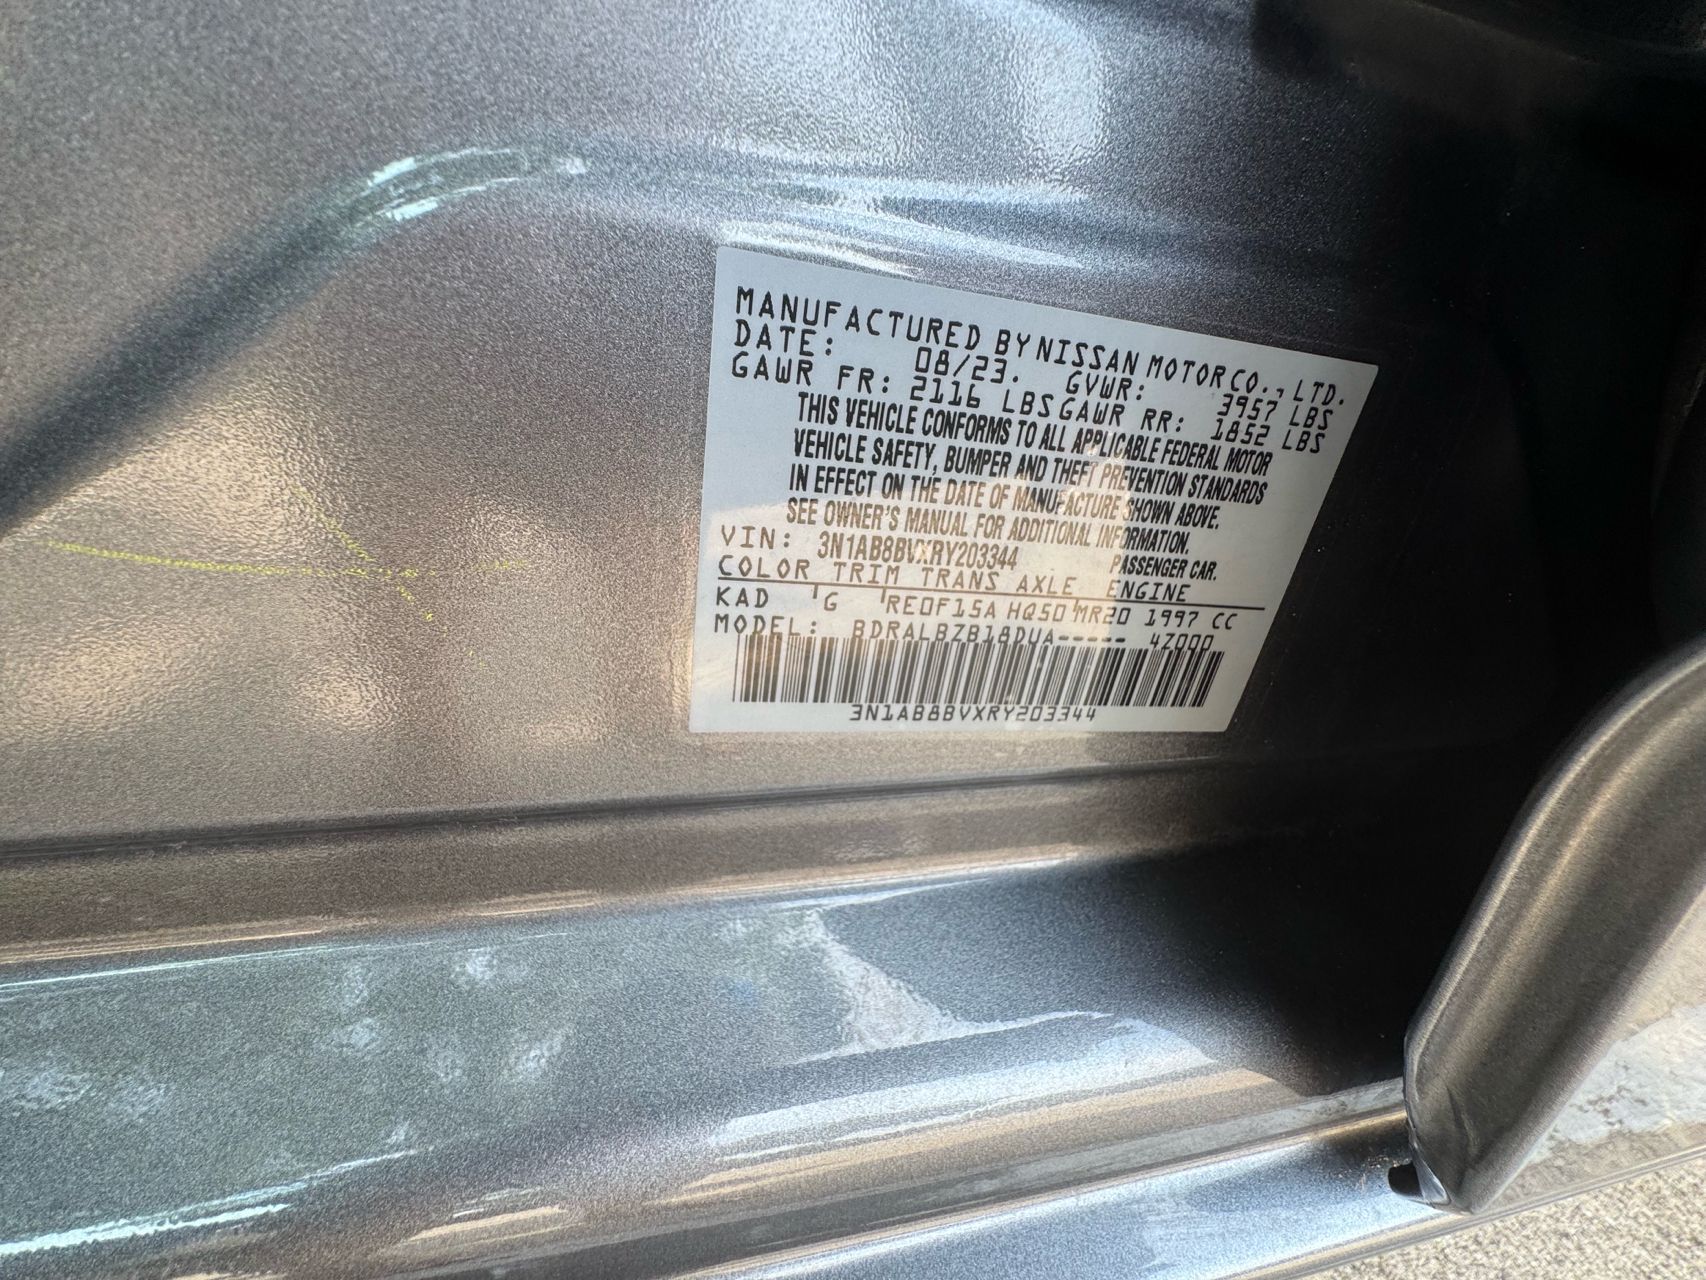 MANUFACTURED BY NISSAN MOTOR CO., LTD.
DATE: 08/23. GVWR: 3957 LBS
GAWR FR: 2116 LBS GAWR RR: 1852 LBS
THIS VEHICLE CONFORMS TO ALL APPLICABLE FEDERAL MOTOR
VEHICLE SAFETY, BUMPER AND THEFT PREVENTION STANDARDS
IN EFFECT ON THE DATE OF MANUFACTURE SHOWN ABOVE.
SEE OWNER'S MANUAL FOR ADDITIONAL INFORMATION.
VIN: 3N1AB8BVXRY203344 PASSENGER CAR.
COLOR TRIM TRANS AXLE ENGINE
KAD G RE0F15A HQ50 MR20 1997 CC
MODEL: BDRALBZB18DUA----- 4Z000
3N1AB8BVXRY203344